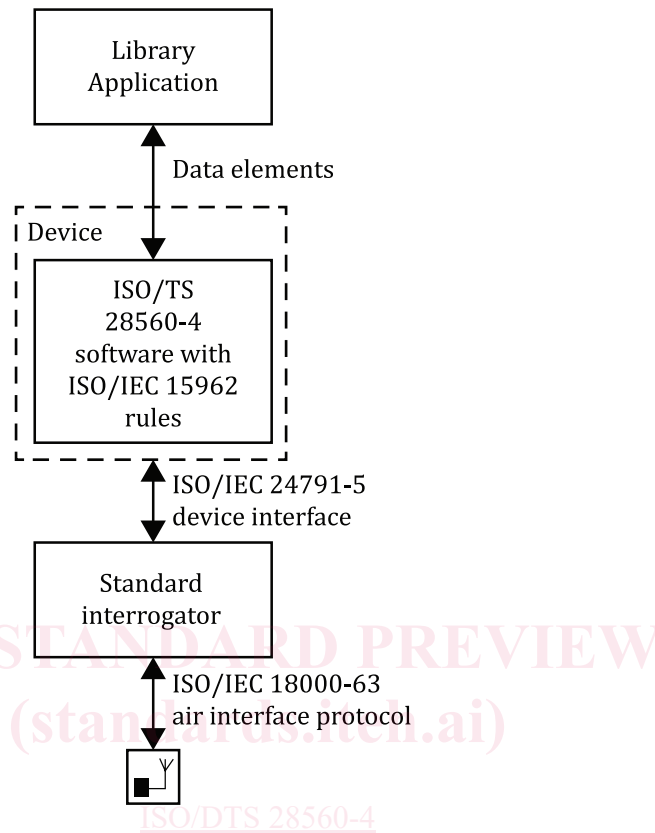 Library
Application
Data elements
Device
ISO/TS
28560-4
software with
ISO/IEC 15962
rules
ISO/IEC 24791-5
device interface
Standard
interrogator
STANDARD PREVIEW
ISO/IEC 18000-63
air interface protocol
(standards.iteh.ai)
ISO/DTS 28560-4